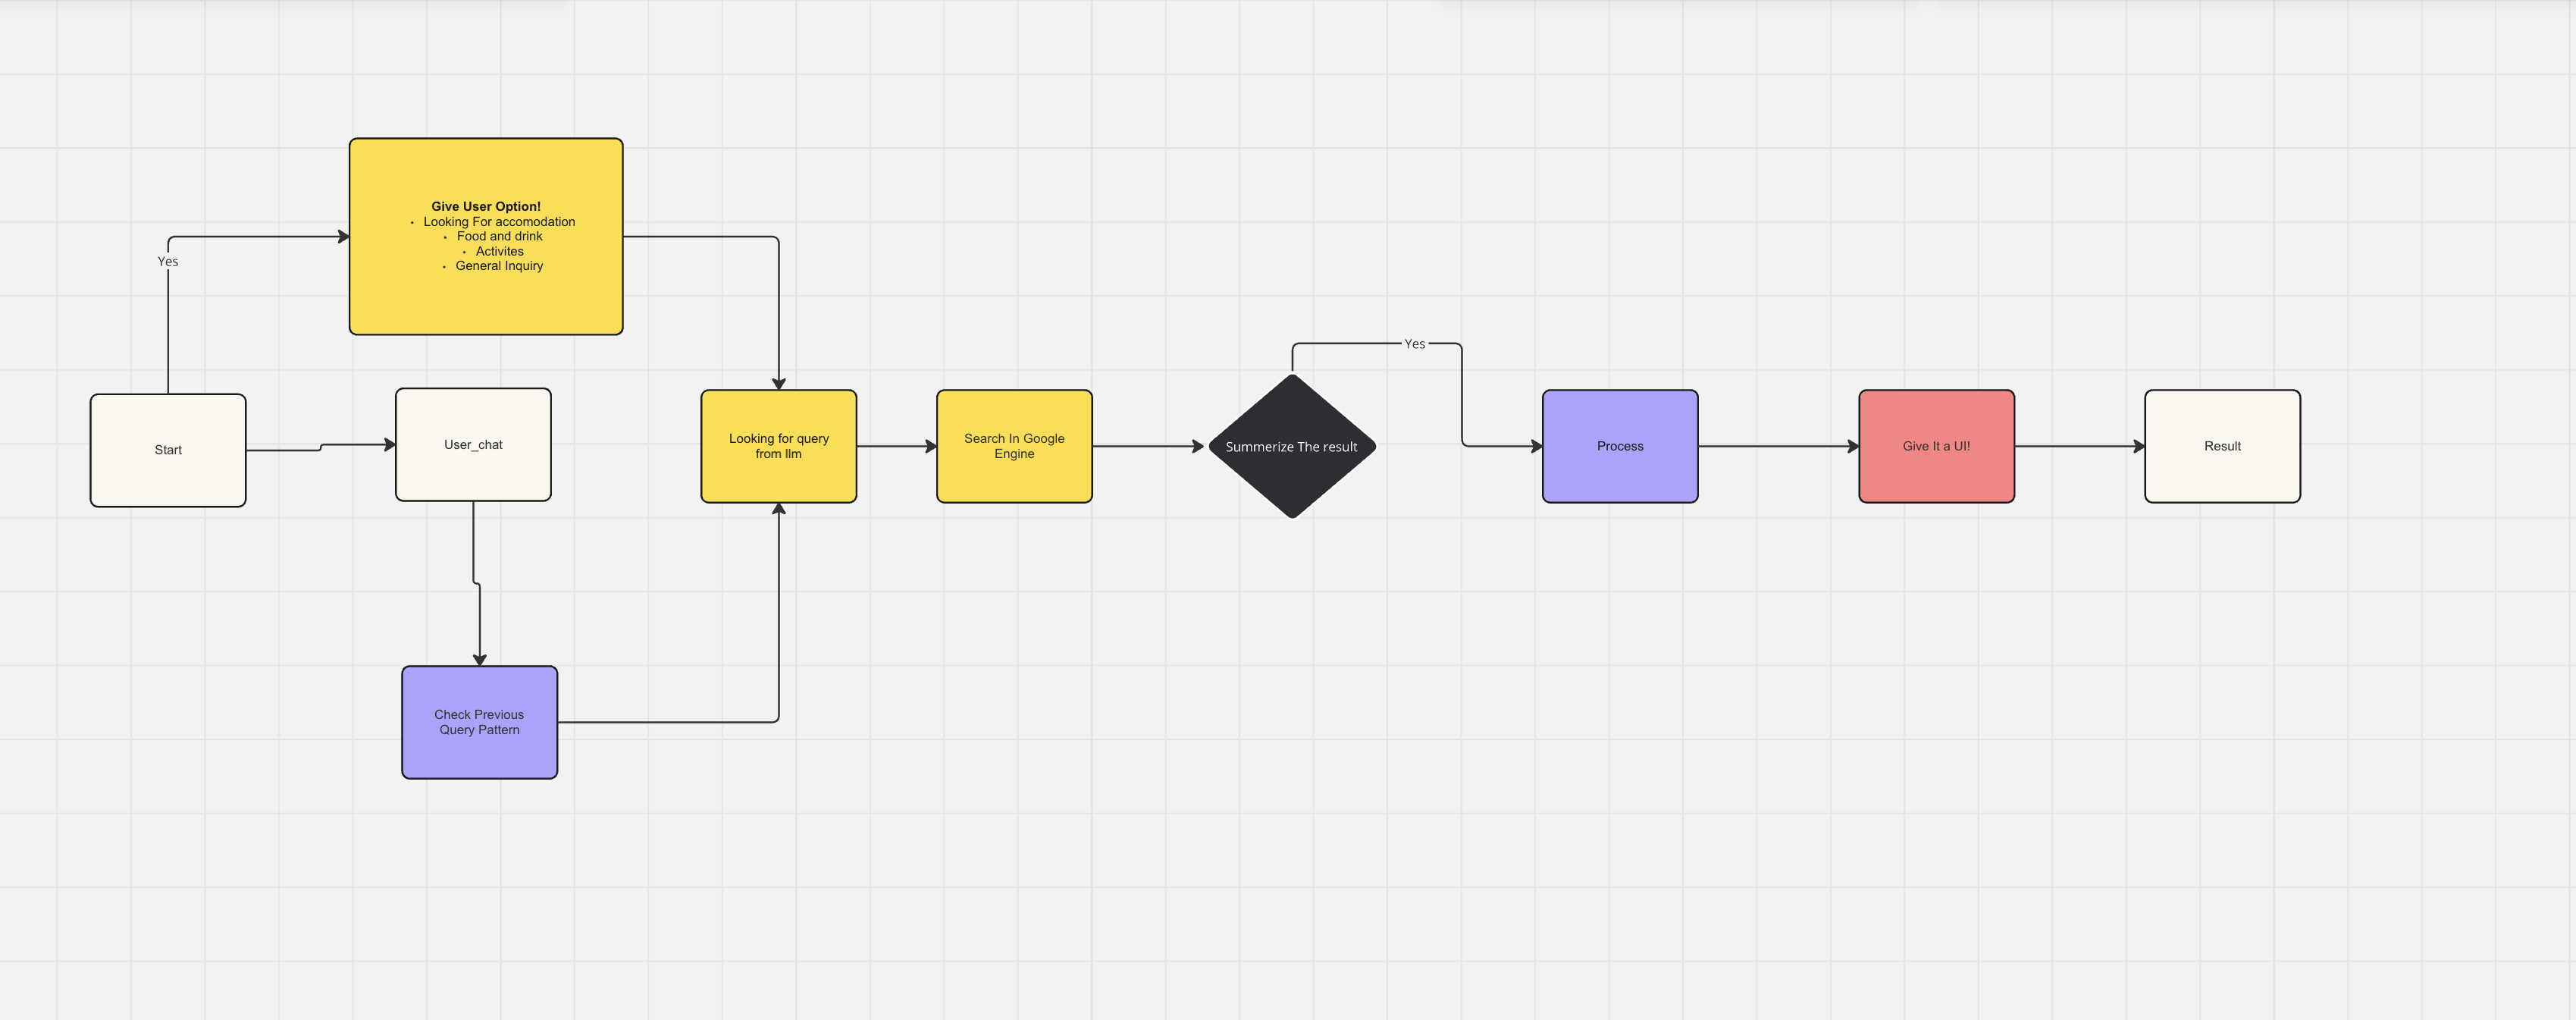 Give User Option!
• Looking For accomodation
• Food and drink
• Activites
• General Inquiry
Yes
Start
User_chat
Looking for query
from llm
Search In Google
Engine
Summerize The result
Yes
Process
Give It a UI!
Result
Check Previous
Query Pattern